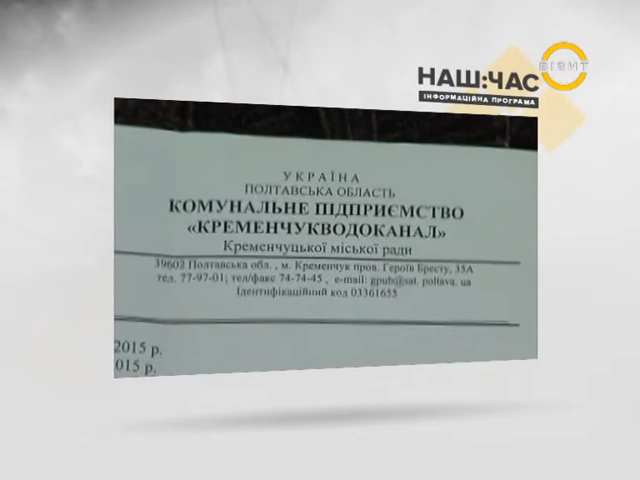 НАШ:ЧАС
ІНФОРМАЦІЙНА ПРОГРАМА
ВІЗИТ
УКРАЇНА
ПОЛТАВСЬКА ОБЛАСТЬ
КОМУНАЛЬНЕ ПІДПРИЄМСТВО
«КРЕМЕНЧУКВОДОКАНАЛ»
Кременчуцької міської ради
39602 Полтавська обл. , м. Кременчук пров. Героїв Бресту, 35А
тел. 77-97-01; тел/факс 74-74-45 , e-mail: gpub@sat. poltava. ua
Ідентифікаційний код 03361655
2015 р.
015 р.